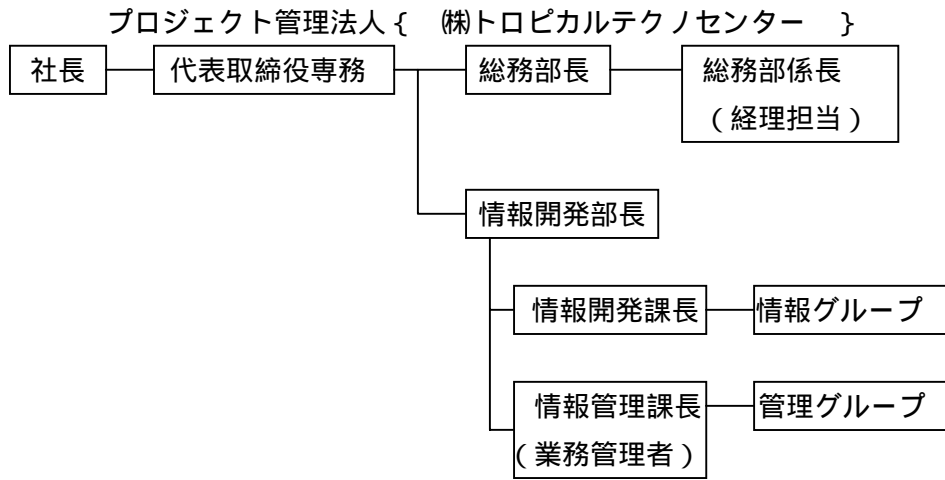 プロジェクト管理法人{ ㈱トロピカルテクノセンター }
社長 代表取締役専務 総務部長 総務部係長
(経理担当)
情報開発部長
情報開発課長 情報グループ
情報管理課長 管理グループ
(業務管理者)